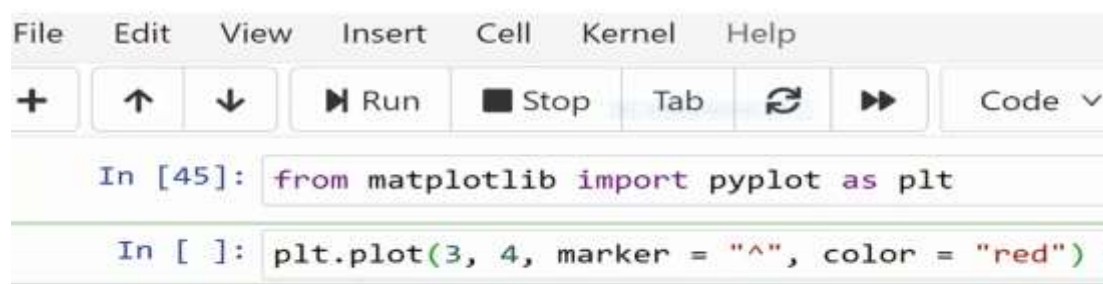 File Edit View Insert Cell Kernel Help
Run Stop Tab Code
In [45]: from matplotlib import pyplot as plt
In [ ]: plt.plot(3, 4, marker = "^", color = "red")